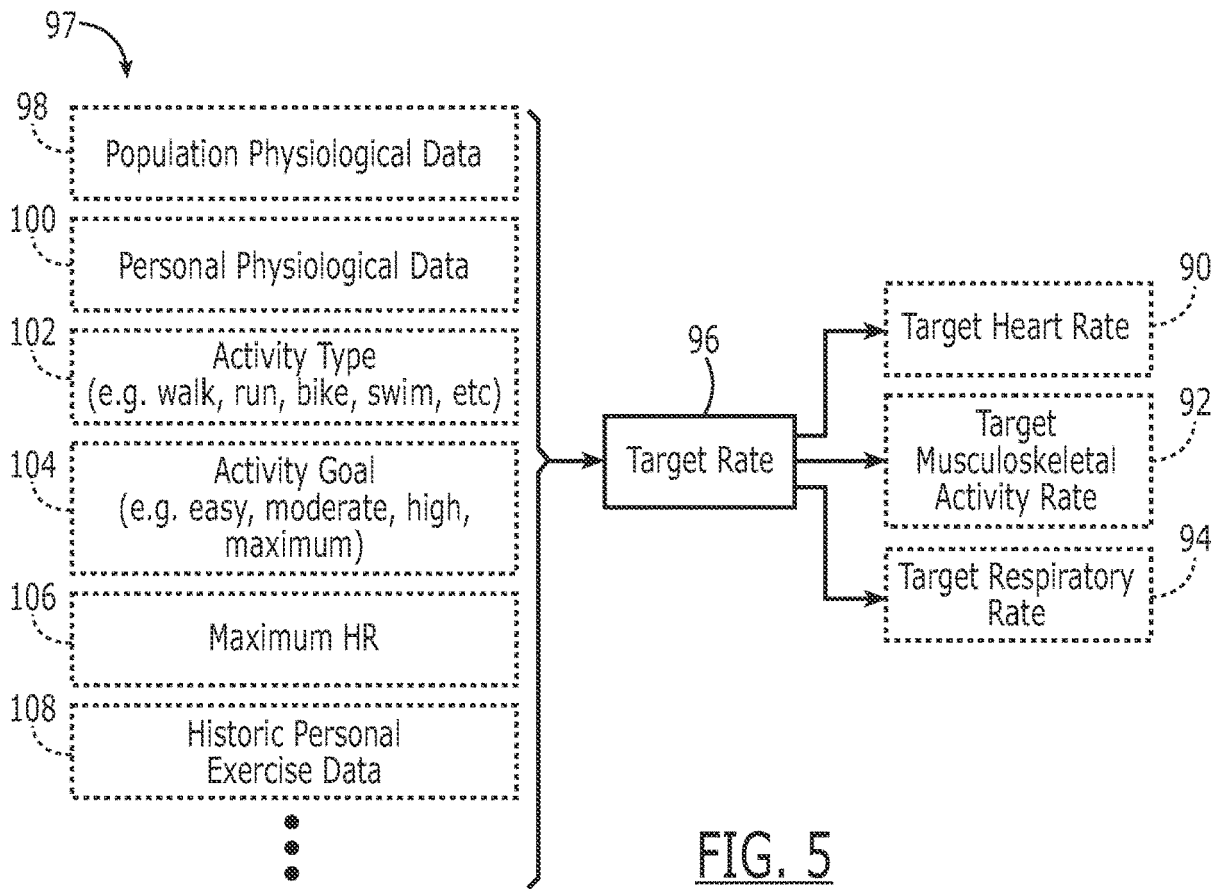 97
98
Population Physiological Data
100
Personal Physiological Data
102
Activity Type
(e.g. walk, run, bike, swim, etc)
104
Activity Goal
(e.g. easy, moderate, high,
maximum)
106
Maximum HR
108
Historic Personal
Exercise Data
96
Target Rate
90
Target Heart Rate
92
Target
Musculoskeletal
Activity Rate
94
Target Respiratory
Rate
FIG. 5